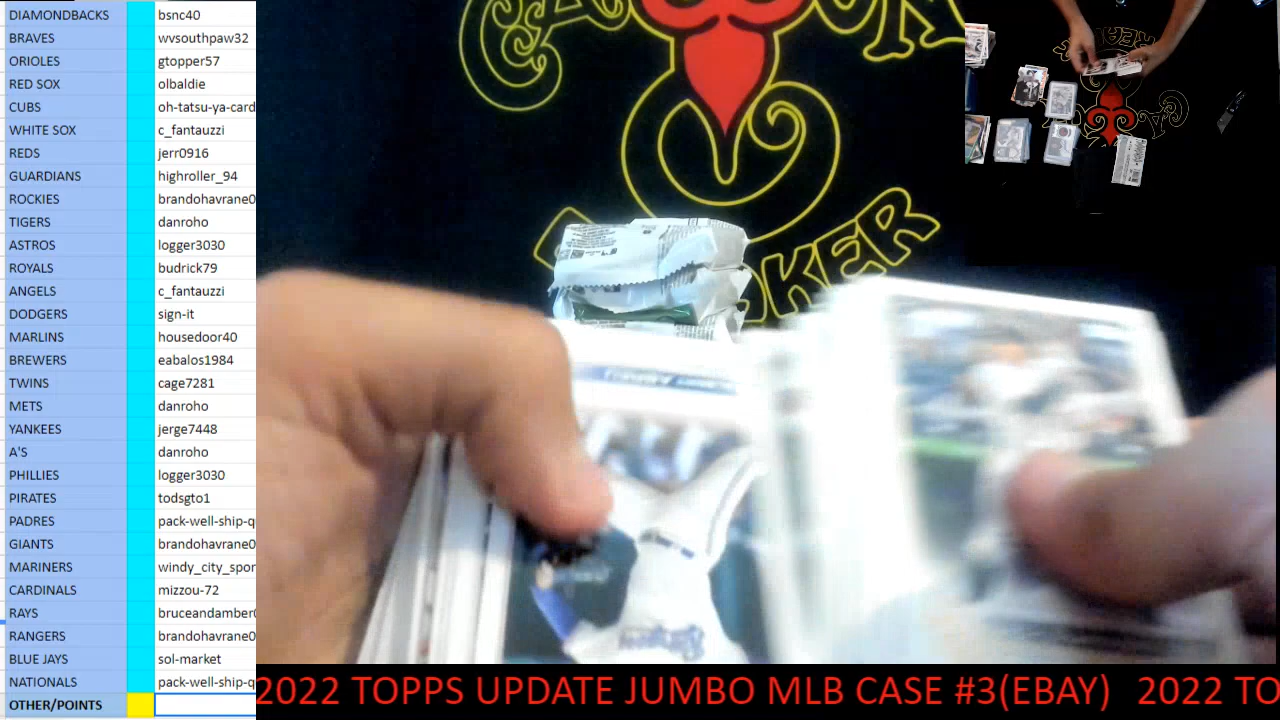 DIAMONDBACKS bsnc40
BRAVES wvsouthpaw32
ORIOLES gtopper57
RED SOX olbaldie
CUBS oh-tatsu-ya-card
WHITE SOX c_fantauzzi
REDS jerr0916
GUARDIANS highroller_94
ROCKIES brandohavrane0
TIGERS danroho
ASTROS logger3030
ROYALS budrick79
ANGELS c_fantauzzi
DODGERS sign-it
MARLINS housedoor40
BREWERS eabalos1984
TWINS cage7281
METS danroho
YANKEES jerge7448
A'S danroho
PHILLIES logger3030
PIRATES todsgto1
PADRES pack-well-ship-q
GIANTS brandohavrane0
MARINERS windy_city_spor
CARDINALS mizzou-72
RAYS bruceandamber
RANGERS brandohavrane0
BLUE JAYS sol-market
NATIONALS pack-well-ship-q
OTHER/POINTS
OKER
2022 TOPPS UPDATE JUMBO MLB CASE #3(EBAY) 2022 TO